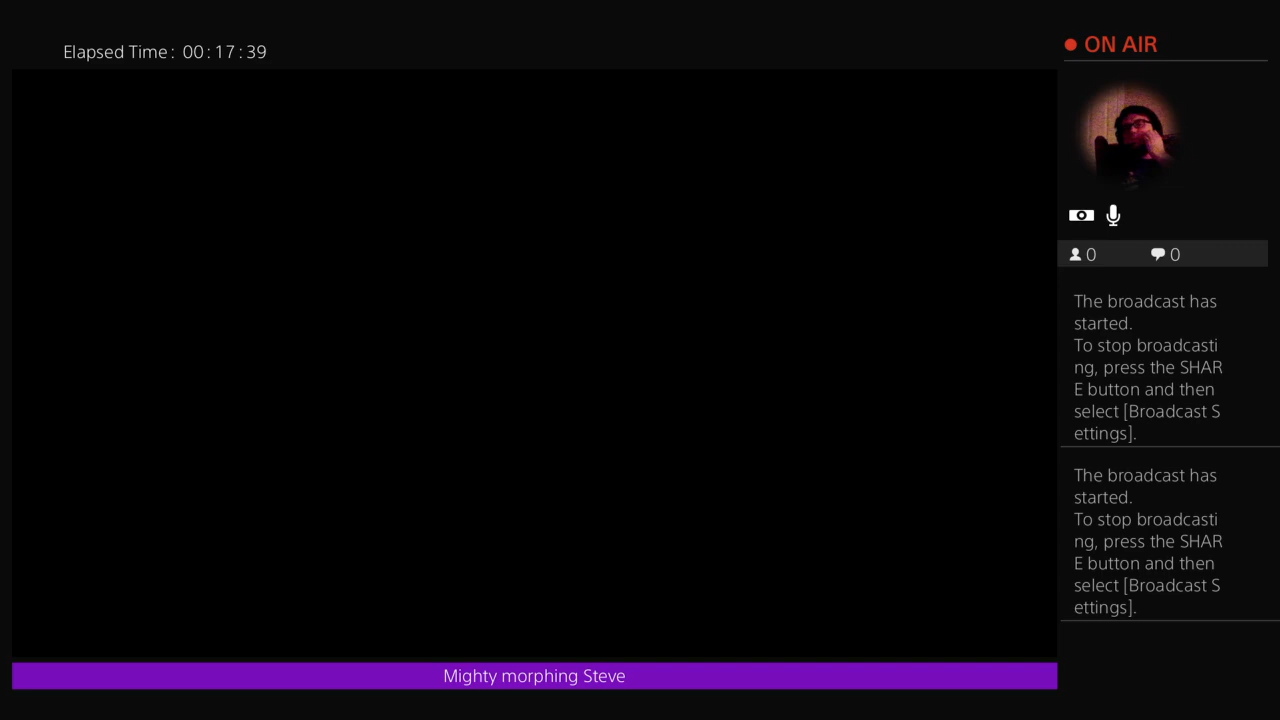 Elapsed Time: 00:17:39
ON AIR
0 0
The broadcast has
started.
To stop broadcasti
ng, press the SHAR
E button and then
select [Broadcast S
ettings].
The broadcast has
started.
To stop broadcasti
ng, press the SHAR
E button and then
select [Broadcast S
ettings].
Mighty morphing Steve